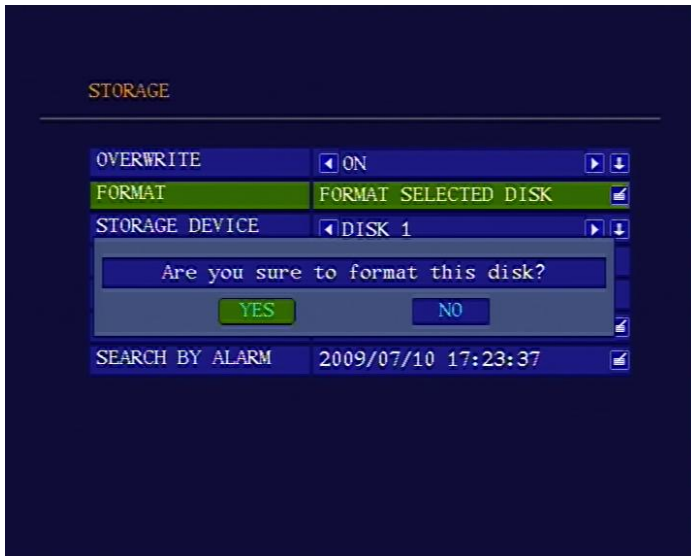 STORAGE
OVERWRITE ON
FORMAT FORMAT SELECTED DISK
STORAGE DEVICE DISK 1
Are you sure to format this disk?
YES NO
SEARCH BY ALARM 2009/07/10 17:23:37